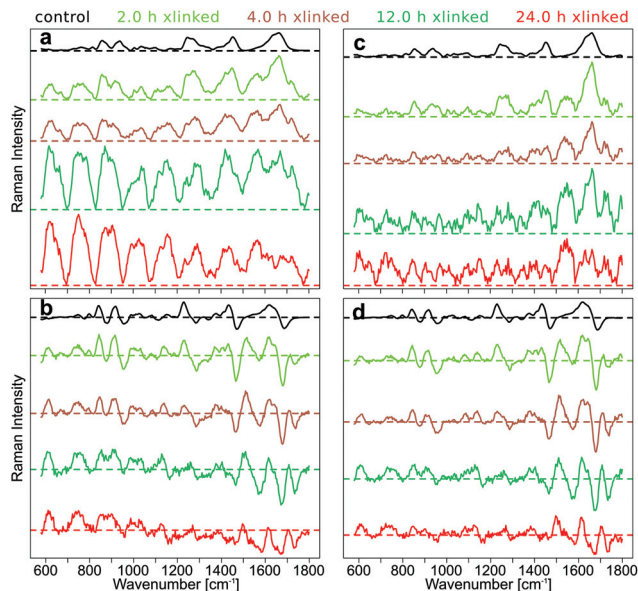 control 2.0 h xlinked 4.0 h xlinked 12.0 h xlinked 24.0 h xlinked
a
c
Raman Intensity
b
d
Raman Intensity
600 800 1000 1200 1400 1600 1800
600 800 1000 1200 1400 1600 1800
Wavenumber [cm⁻¹]
Wavenumber [cm⁻¹]